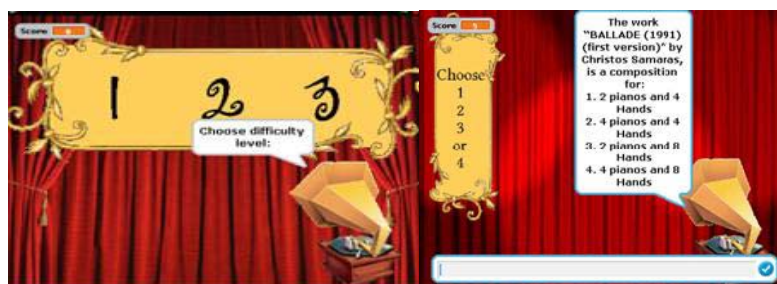 Score
1 2 3
Choose difficulty
level:
Score
Choose
1
2
3
or
4
The work
"BALLADE (1991)
(first version)" by
Christos Samaras,
is a composition
for:
1. 2 pianos and 4
Hands
2. 4 pianos and 4
Hands
3. 2 pianos and 8
Hands
4. 4 pianos and 8
Hands